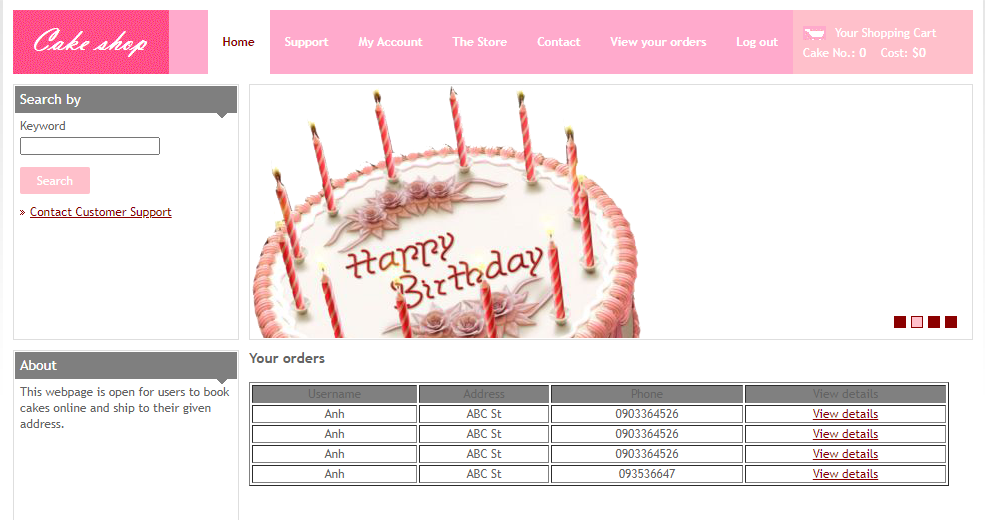 Cake shop
Home Support My Account The Store Contact View your orders Log out
Your Shopping Cart
Cake No.: 0 Cost: $0
Search by
Keyword
Search
» Contact Customer Support
Happy
Birthday
About
This webpage is open for users to book
cakes online and ship to their given
address.
Your orders
Username Address Phone View details
Anh ABC St 0903364526 View details
Anh ABC St 0903364526 View details
Anh ABC St 0903364526 View details
Anh ABC St 093536647 View details